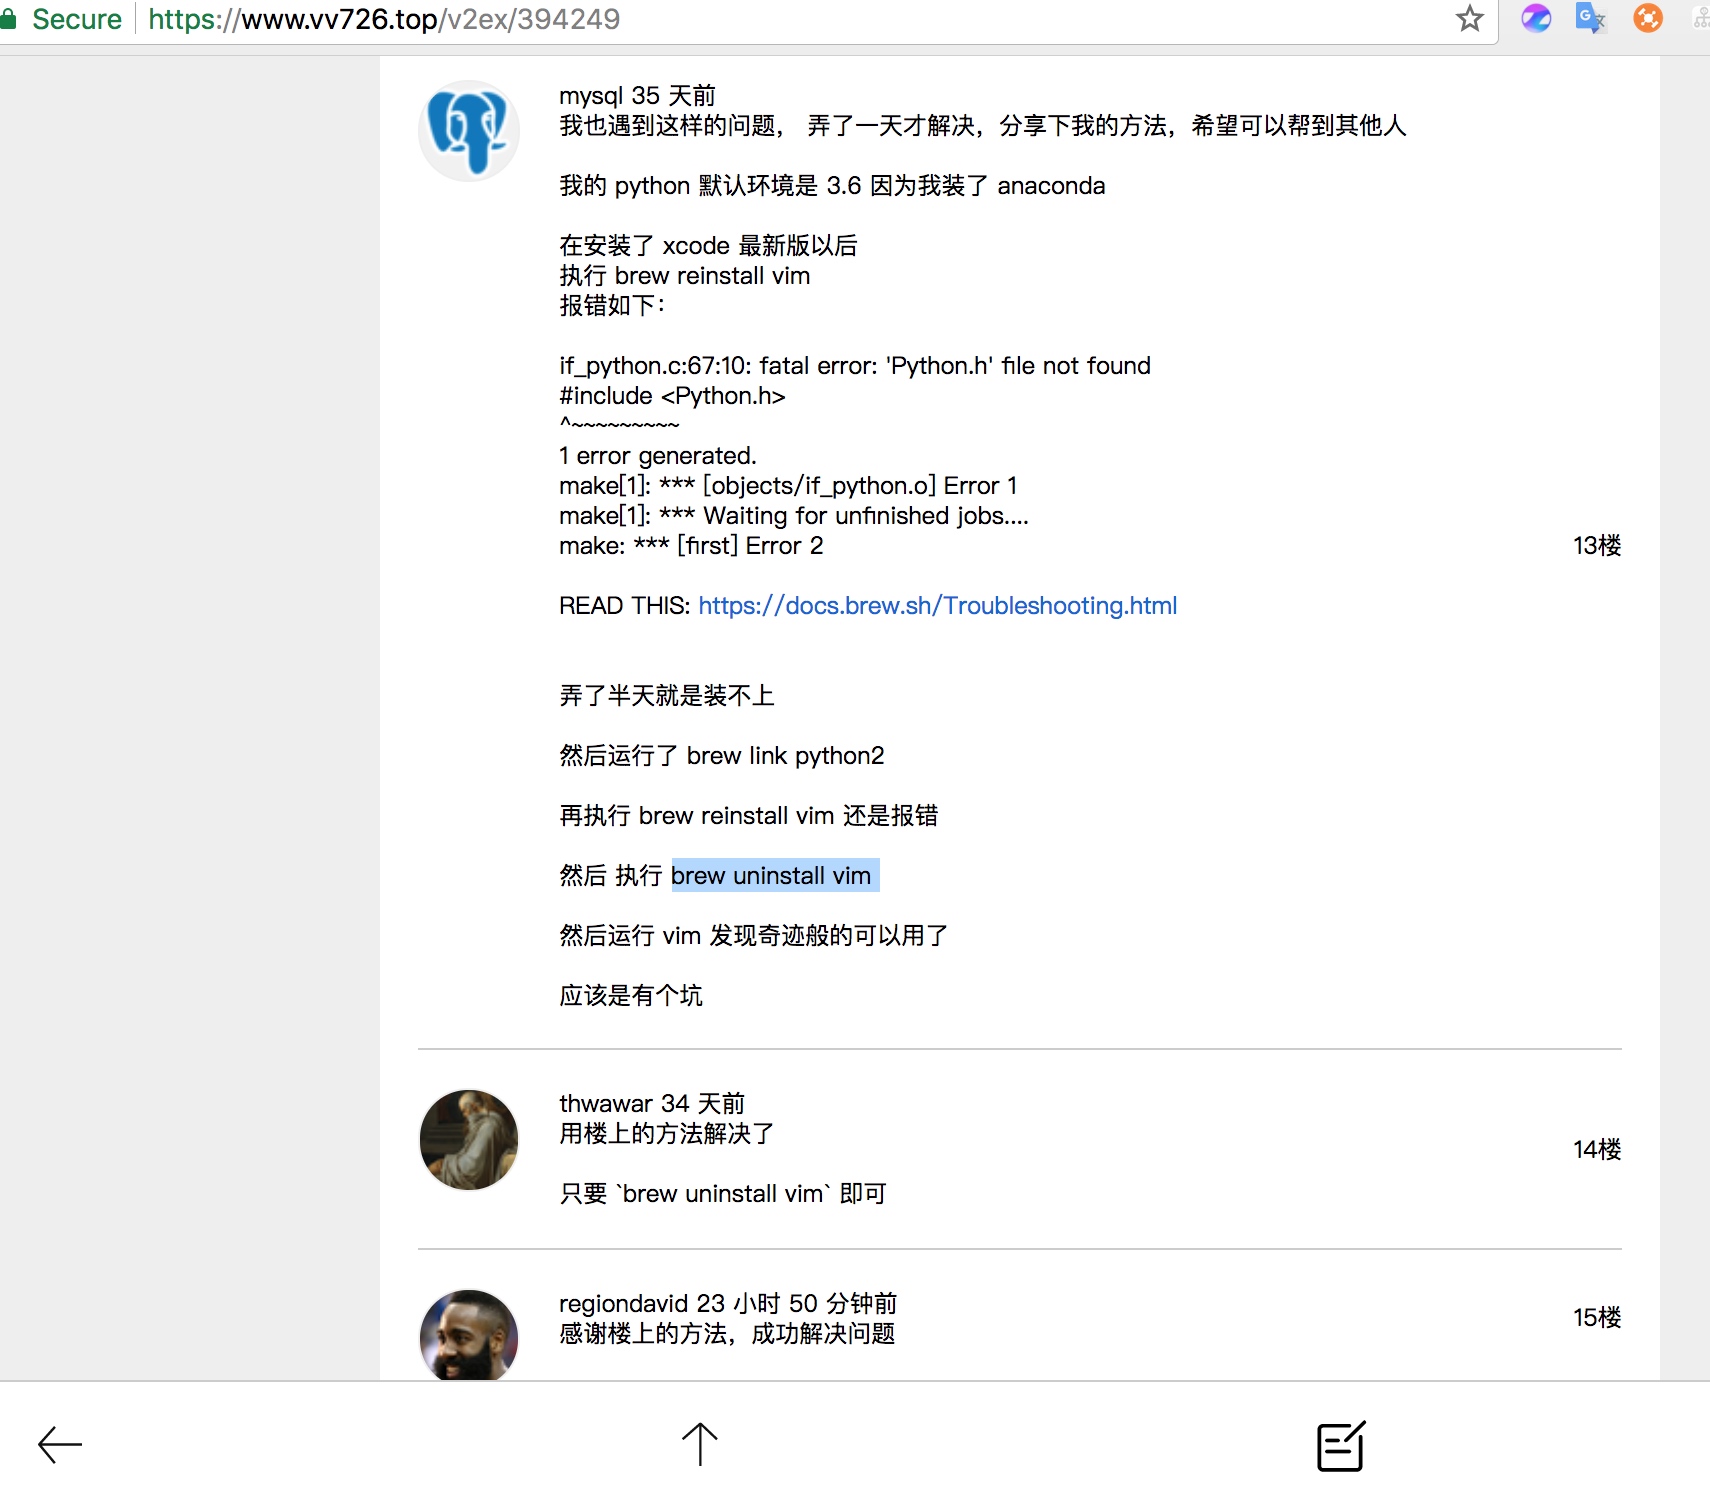 Secure https://www.vv726.top/v2ex/394249
mysql 35 天前
我也遇到这样的问题， 弄了一天才解决，分享下我的方法，希望可以帮到其他人
我的 python 默认环境是 3.6 因为我装了 anaconda
在安装了 xcode 最新版以后
执行 brew reinstall vim
报错如下：
if_python.c:67:10: fatal error: 'Python.h' file not found
#include <Python.h>
^~~~~~~~~~
1 error generated.
make[1]: *** [objects/if_python.o] Error 1
make[1]: *** Waiting for unfinished jobs....
make: *** [first] Error 2
13楼
READ THIS: https://docs.brew.sh/Troubleshooting.html
弄了半天就是装不上
然后运行了 brew link python2
再执行 brew reinstall vim 还是报错
然后 执行 brew uninstall vim
然后运行 vim 发现奇迹般的可以用了
应该是有个坑
thwawar 34 天前
用楼上的方法解决了
14楼
只要 `brew uninstall vim` 即可
regiondavid 23 小时 50 分钟前
15楼
感谢楼上的方法，成功解决问题